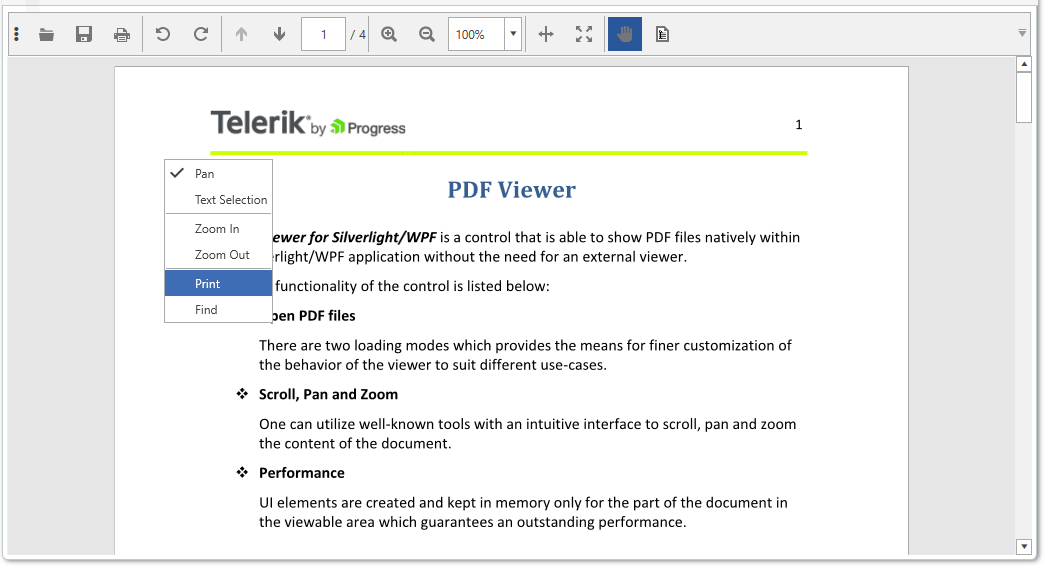 1 / 4 100%
Telerik by Progress 1
PDF Viewer
Pan
Text Selection
Zoom In
Zoom Out
Print
Find
ewer for Silverlight/WPF is a control that is able to show PDF files natively within
erlight/WPF application without the need for an external viewer.
functionality of the control is listed below:
pen PDF files
There are two loading modes which provides the means for finer customization of
the behavior of the viewer to suit different use-cases.
❖ Scroll, Pan and Zoom
One can utilize well-known tools with an intuitive interface to scroll, pan and zoom
the content of the document.
❖ Performance
UI elements are created and kept in memory only for the part of the document in
the viewable area which guarantees an outstanding performance.